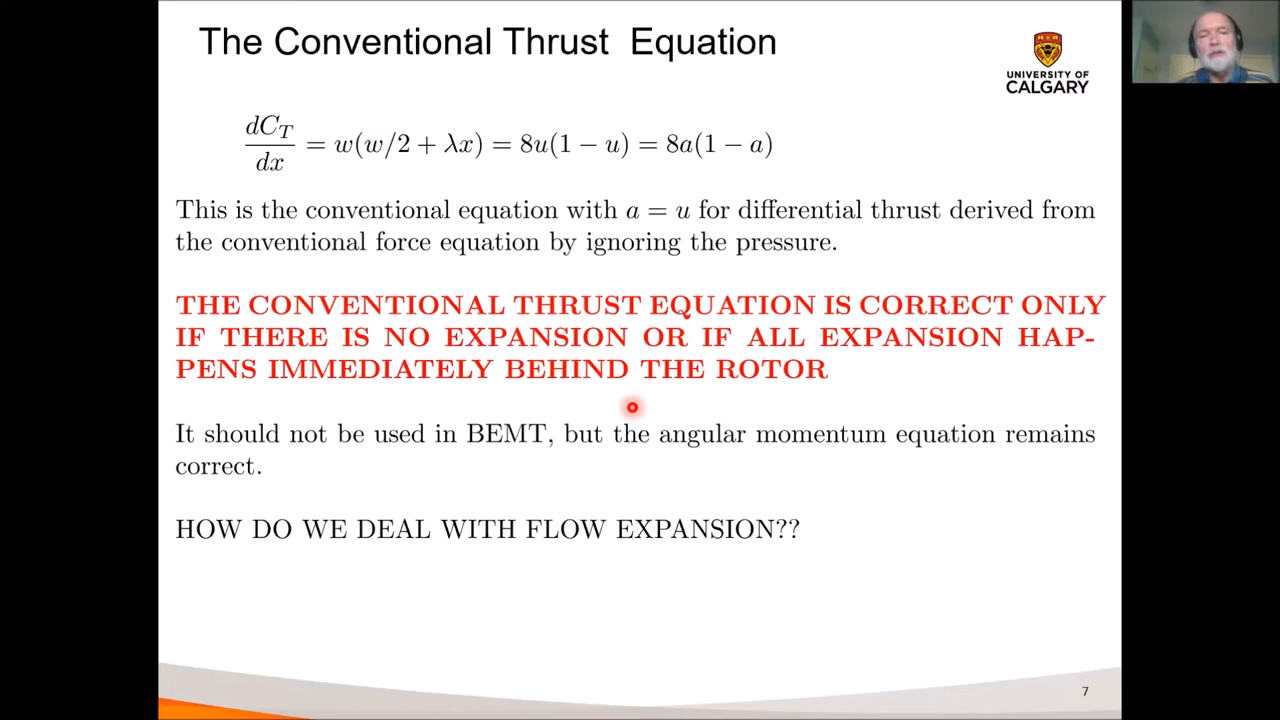 The Conventional Thrust Equation
UNIVERSITY OF
CALGARY
dC_T/dx = w(w/2 + λx) = 8u(1 − u) = 8a(1 − a)
This is the conventional equation with a = u for differential thrust derived from
the conventional force equation by ignoring the pressure.
THE CONVENTIONAL THRUST EQUATION IS CORRECT ONLY
IF THERE IS NO EXPANSION OR IF ALL EXPANSION HAP-
PENS IMMEDIATELY BEHIND THE ROTOR
It should not be used in BEMT, but the angular momentum equation remains
correct.
HOW DO WE DEAL WITH FLOW EXPANSION??
7